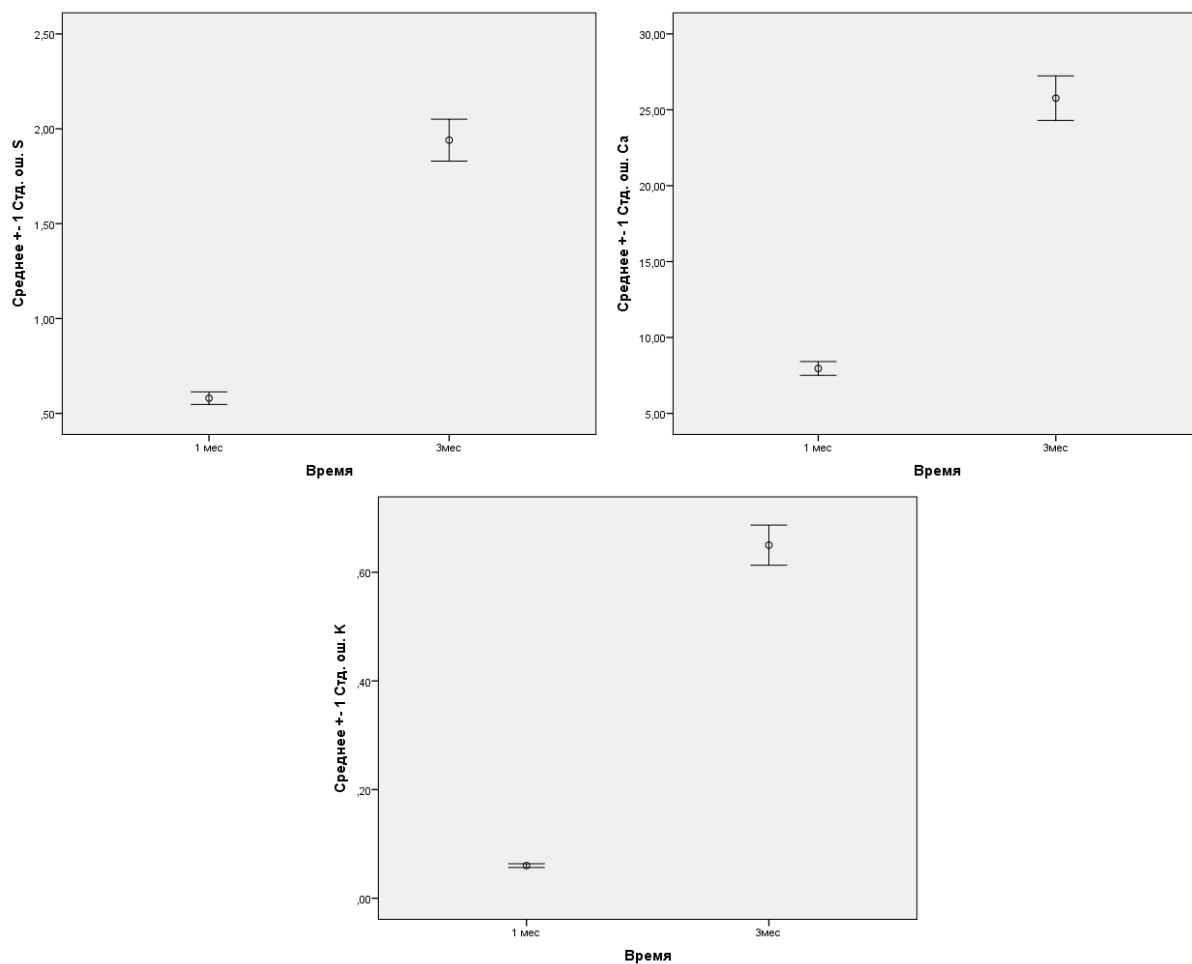 Среднее +- 1 Стд. ош. S
2,50
2,00
1,50
1,00
,50
1 мес
3мес
Время
Среднее +- 1 Стд. ош. Ca
30,00
25,00
20,00
15,00
10,00
5,00
1 мес
3мес
Время
Среднее +- 1 Стд. ош. K
,60
,40
,20
,00
1 мес
3мес
Время